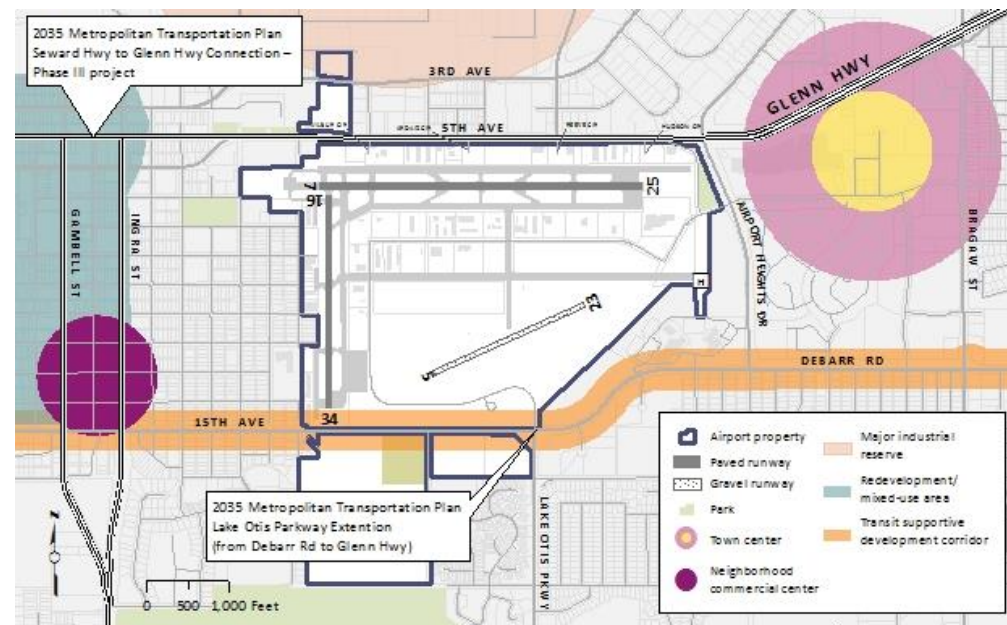 2035 Metropolitan Transportation Plan
Seward Hwy to Glenn Hwy Connection –
Phase III project
3RD AVE
GLENN HWY
5TH AVE
HUDSON CR
7
16
25
GAMBELL ST
INGRA ST
AIRPORT HEIGHTS DR
BRAGAW ST
H
23
5
DEBARR RD
34
15TH AVE
2035 Metropolitan Transportation Plan
Lake Otis Parkway Extention
(from Debarr Rd to Glenn Hwy)
LAKE OTIS PKWY
Airport property
Paved runway
Gravel runway
Park
Town center
Neighborhood
commercial center
Major industrial
reserve
Redevelopment/
mixed-use area
Transit supportive
development corridor
N
0 500 1,000 Feet